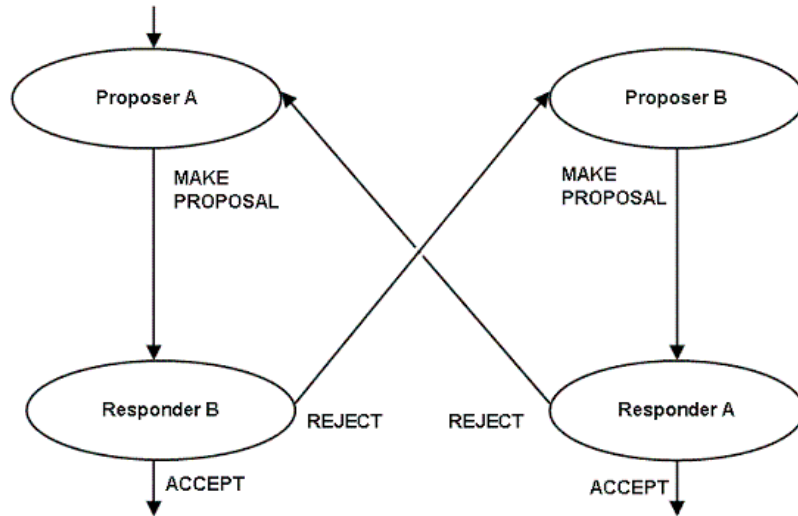 Proposer A
Proposer B
MAKE
PROPOSAL
MAKE
PROPOSAL
Responder B
REJECT
REJECT
Responder A
ACCEPT
ACCEPT